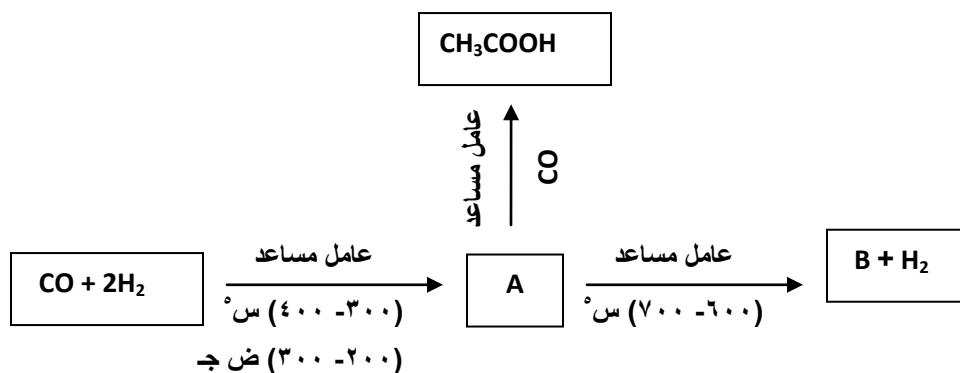 CH₃COOH
عامل مساعد
CO
CO + 2H₂
عامل مساعد
(٣٠٠- ٤٠٠) س°
(٢٠٠- ٣٠٠) ض جـ
A
عامل مساعد
(٦٠٠- ٧٠٠) س°
B + H₂